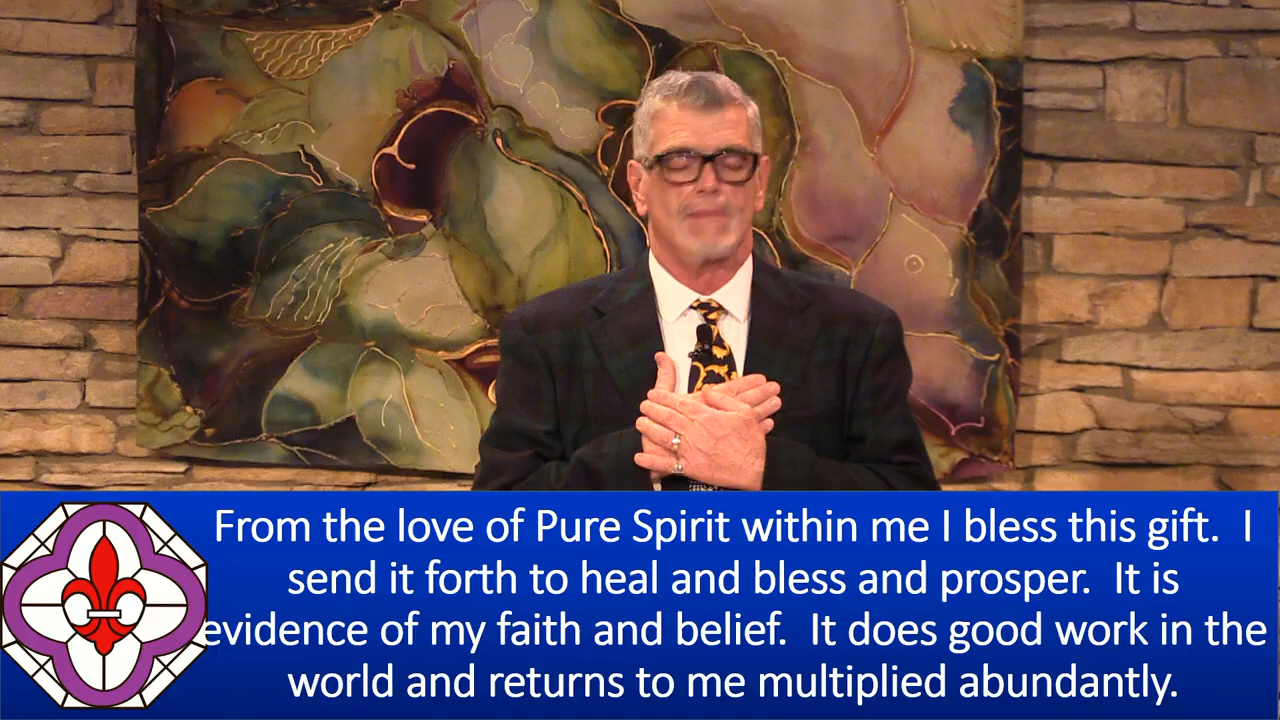 From the love of Pure Spirit within me I bless this gift.  I
send it forth to heal and bless and prosper.  It is
evidence of my faith and belief.  It does good work in the
world and returns to me multiplied abundantly.